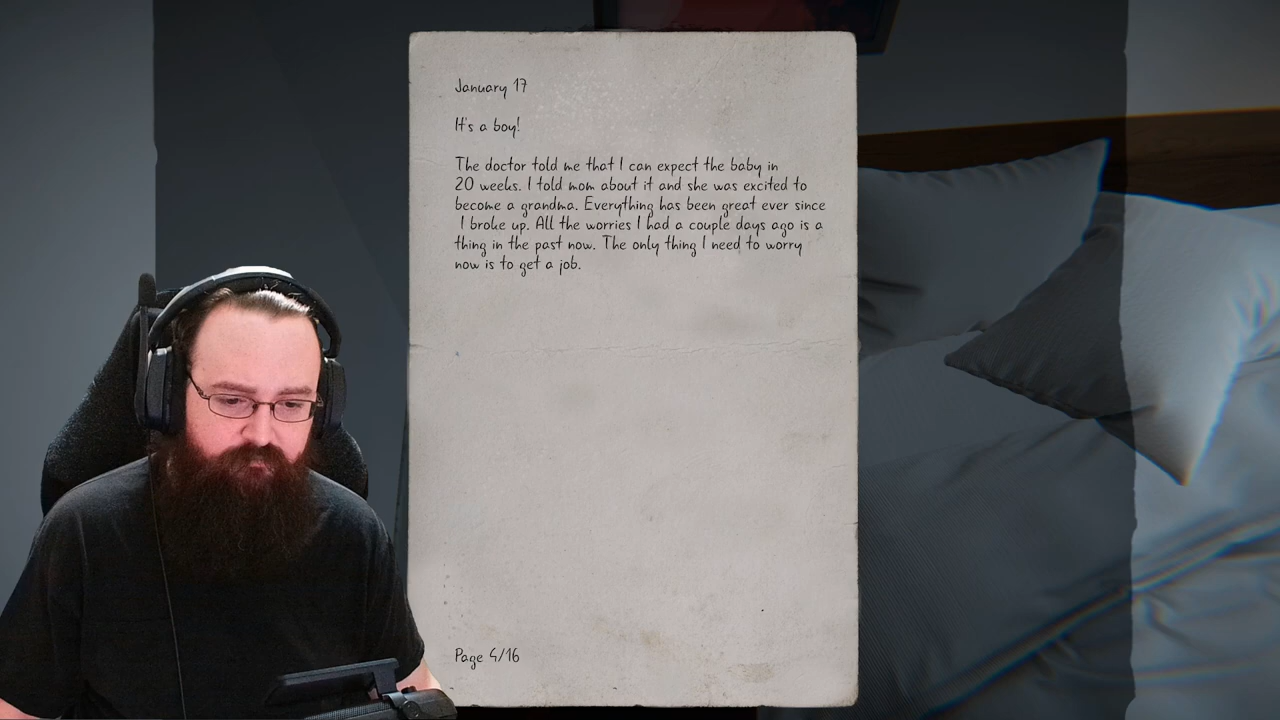 January 17
It's a boy!
The doctor told me that I can expect the baby in
20 weeks. I told mom about it and she was excited to
become a grandma. Everything has been great ever since
I broke up. All the worries I had a couple days ago is a
thing in the past now. The only thing I need to worry
now is to get a job.
Page 4/16